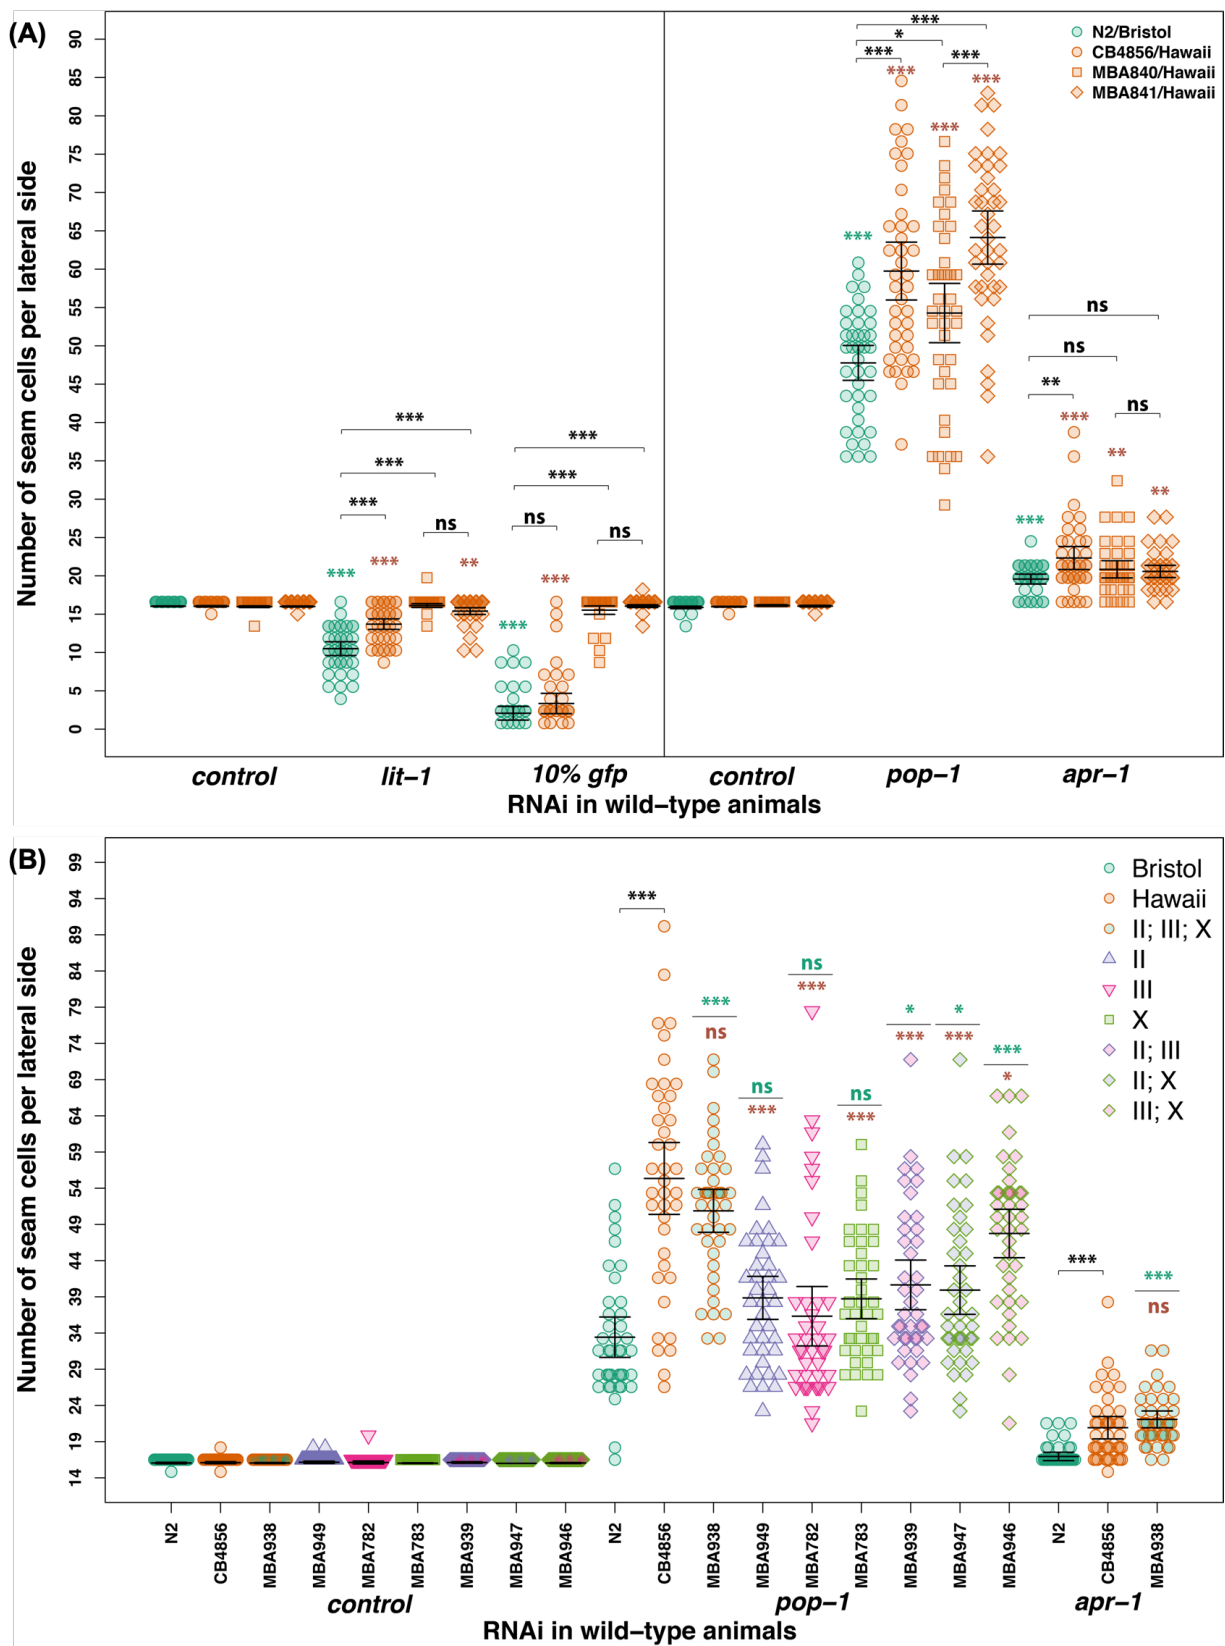 (A)
N2/Bristol
CB4856/Hawaii
MBA840/Hawaii
MBA841/Hawaii
Number of seam cells per lateral side
90
85
80
75
70
65
60
55
50
45
40
35
30
25
20
15
10
5
0
***
*
*** ***
*** ***
***
***
ns
ns
** ns
*** ** **
***
***
***
***
***
***
ns ns ns
*** *** **
***
***
control lit–1 10% gfp control pop–1 apr–1
RNAi in wild–type animals
(B)
Bristol
Hawaii
II; III; X
II
III
X
II; III
II; X
III; X
Number of seam cells per lateral side
99
94
89
84
79
74
69
64
59
54
49
44
39
34
29
24
19
14
***
***
ns
ns
***
ns
***
ns
***
*
***
*
***
***
*
***
***
ns
N2 CB4856 MBA938 MBA949 MBA782 MBA783 MBA939 MBA947 MBA946 N2 CB4856 MBA938 MBA949 MBA782 MBA783 MBA939 MBA947 MBA946 N2 CB4856 MBA938
control pop–1 apr–1
RNAi in wild–type animals